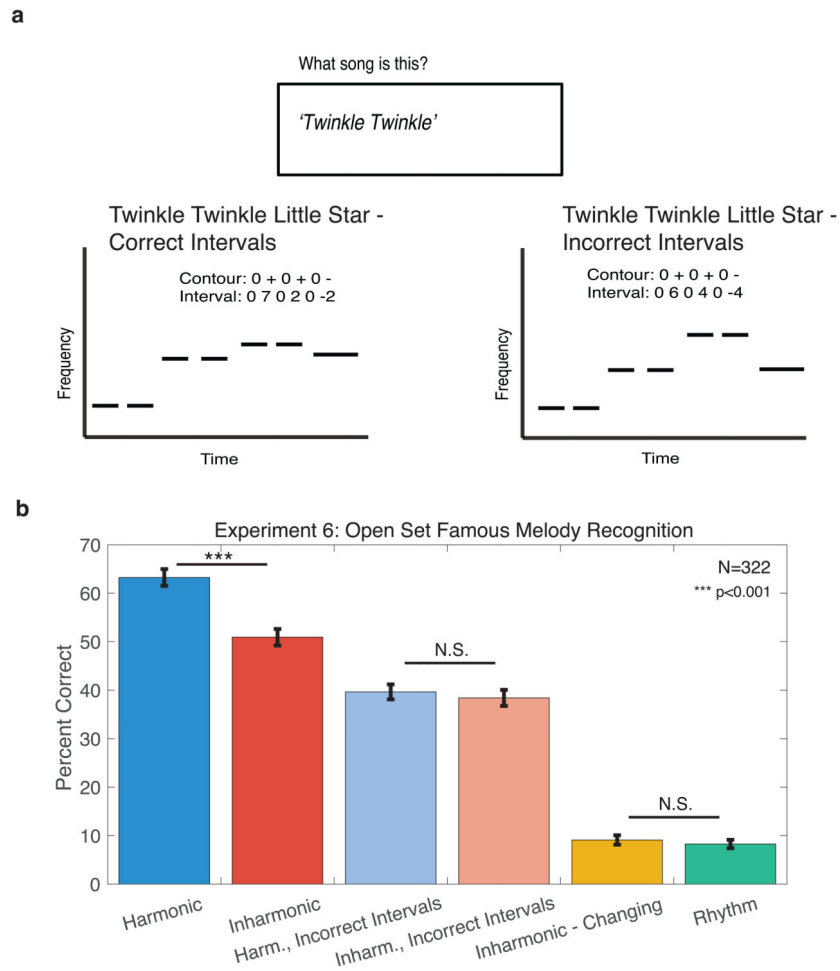 a
What song is this?
'Twinkle Twinkle'
Twinkle Twinkle Little Star -
Correct Intervals
Contour: 0 + 0 + 0 -
Interval: 0 7 0 2 0 -2
Frequency
Time
Twinkle Twinkle Little Star -
Incorrect Intervals
Contour: 0 + 0 + 0 -
Interval: 0 6 0 4 0 -4
Frequency
Time
b
Experiment 6: Open Set Famous Melody Recognition
Percent Correct
70
60
50
40
30
20
10
0
***
N.S.
N.S.
N=322
*** p<0.001
Harmonic
Inharmonic
Harm., Incorrect Intervals
Inharm., Incorrect Intervals
Inharmonic - Changing
Rhythm